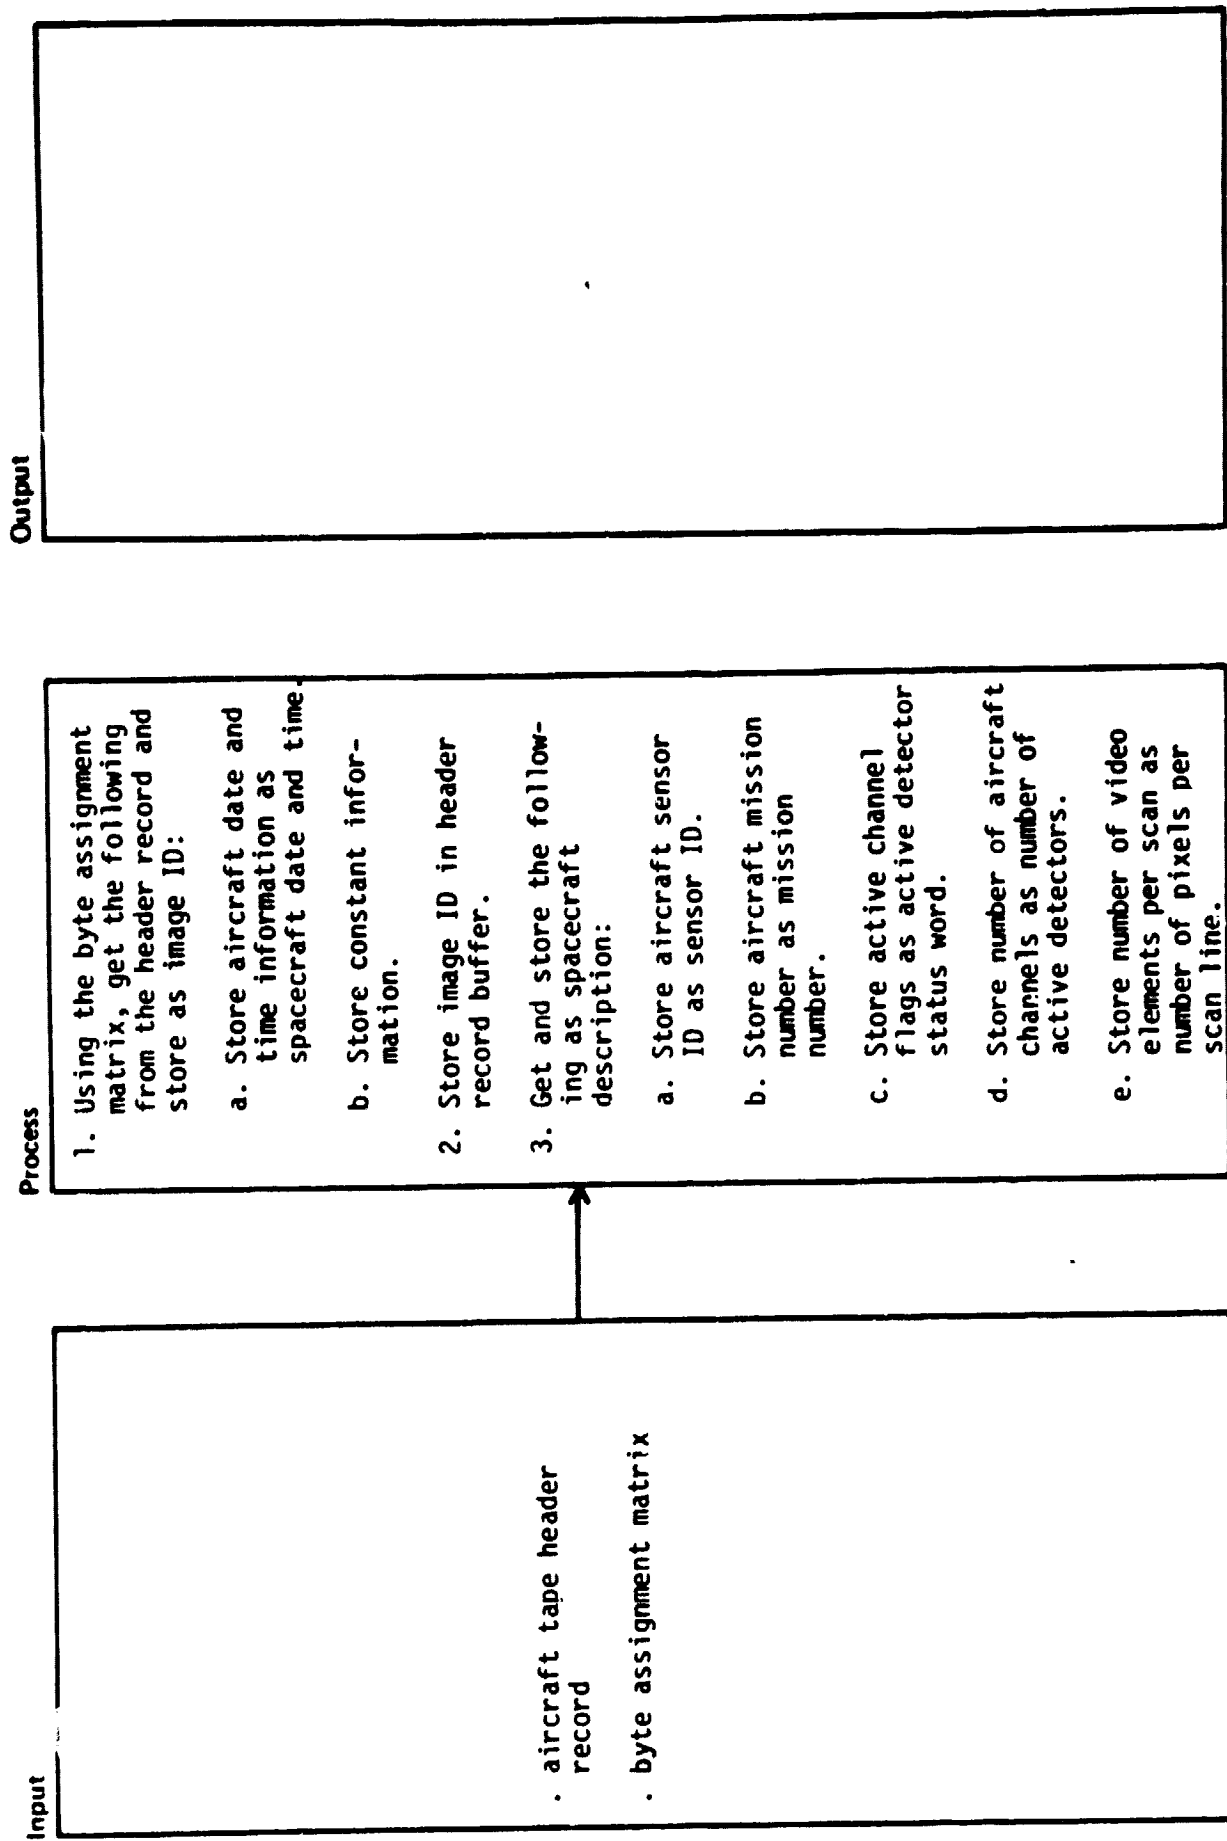 Input
. aircraft tape header
record
. byte assignment matrix
Process
1. Using the byte assignment
matrix, get the following
from the header record and
store as image ID:
a. Store aircraft date and
time information as
spacecraft date and time.
b. Store constant infor-
mation.
2. Store image ID in header
record buffer.
3. Get and store the follow-
ing as spacecraft
description:
a. Store aircraft sensor
ID as sensor ID.
b. Store aircraft mission
number as mission
number.
c. Store active channel
flags as active detector
status word.
d. Store number of aircraft
channels as number of
active detectors.
e. Store number of video
elements per scan as
number of pixels per
scan line.
Output